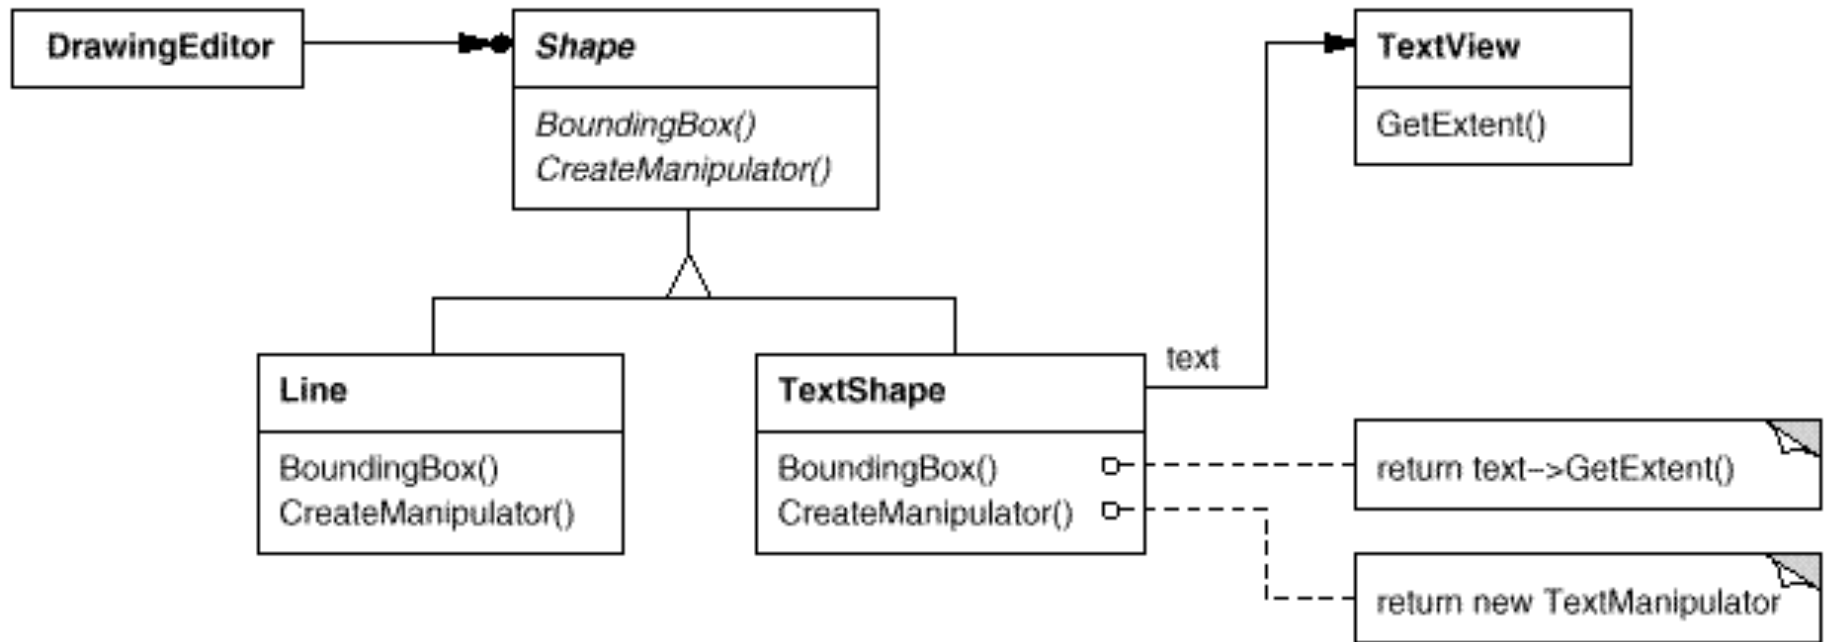 DrawingEditor
Shape
BoundingBox()
CreateManipulator()
TextView
GetExtent()
Line
BoundingBox()
CreateManipulator()
TextShape
BoundingBox()
CreateManipulator()
text
return text->GetExtent()
return new TextManipulator